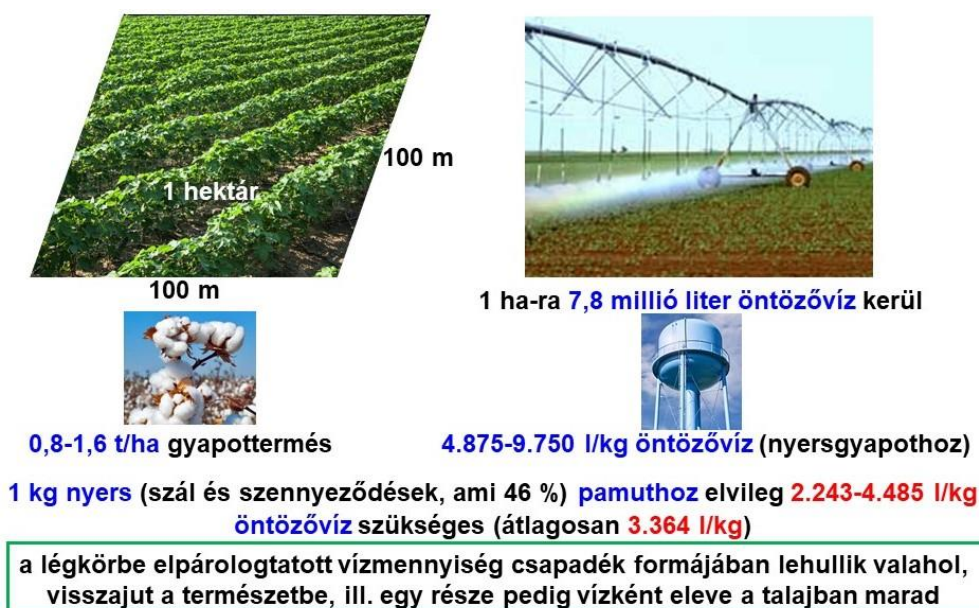 100 m
1 hektár
100 m
1 ha-ra 7,8 millió liter öntözővíz kerül
0,8-1,6 t/ha gyapottermés
4.875-9.750 l/kg öntözővíz (nyersgyapothoz)
1 kg nyers (szál és szennyeződések, ami 46 %) pamuthoz elvileg 2.243-4.485 l/kg
öntözővíz szükséges (átlagosan 3.364 l/kg)
a légkörbe elpárologtatott vízmennyiség csapadék formájában lehullik valahol,
visszajut a természetbe, ill. egy része pedig vízként eleve a talajban marad